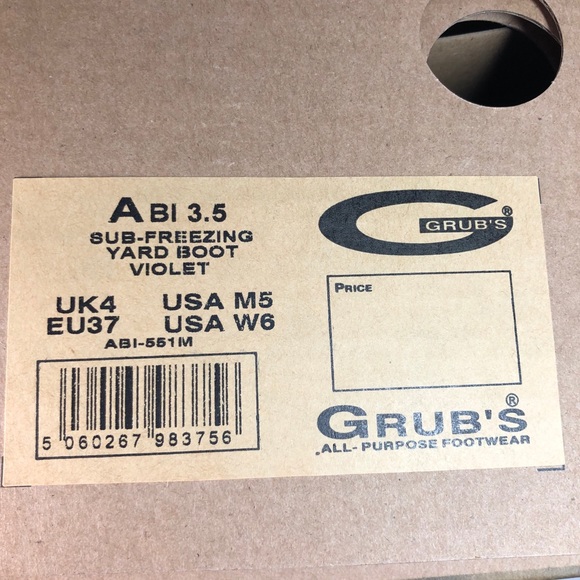 ABI 3.5
SUB-FREEZING
YARD BOOT
VIOLET
UK4 USA M5
EU37 USA W6
ABI-551M
5 060267 983756
G GRUB'S®
PRICE
GRUB'S®
ALL-PURPOSE FOOTWEAR